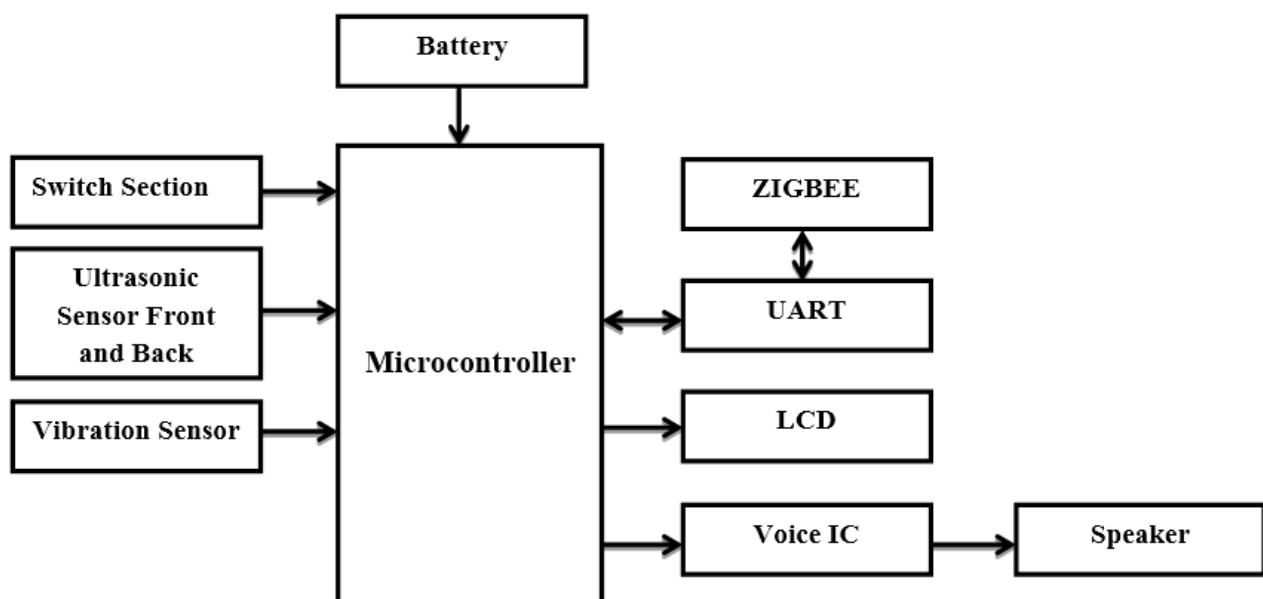 Battery
Switch Section
ZIGBEE
Ultrasonic
Sensor Front
and Back
UART
Microcontroller
Vibration Sensor
LCD
Voice IC
Speaker